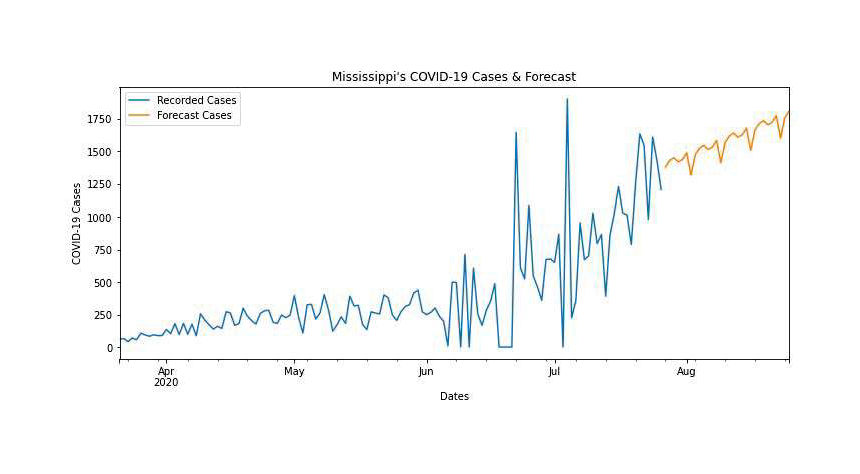 Mississippi's COVID-19 Cases & Forecast
Recorded Cases
Forecast Cases
1750
1500
1250
1000
750
500
250
0
COVID-19 Cases
Apr
2020
May
Jun
Jul
Aug
Dates